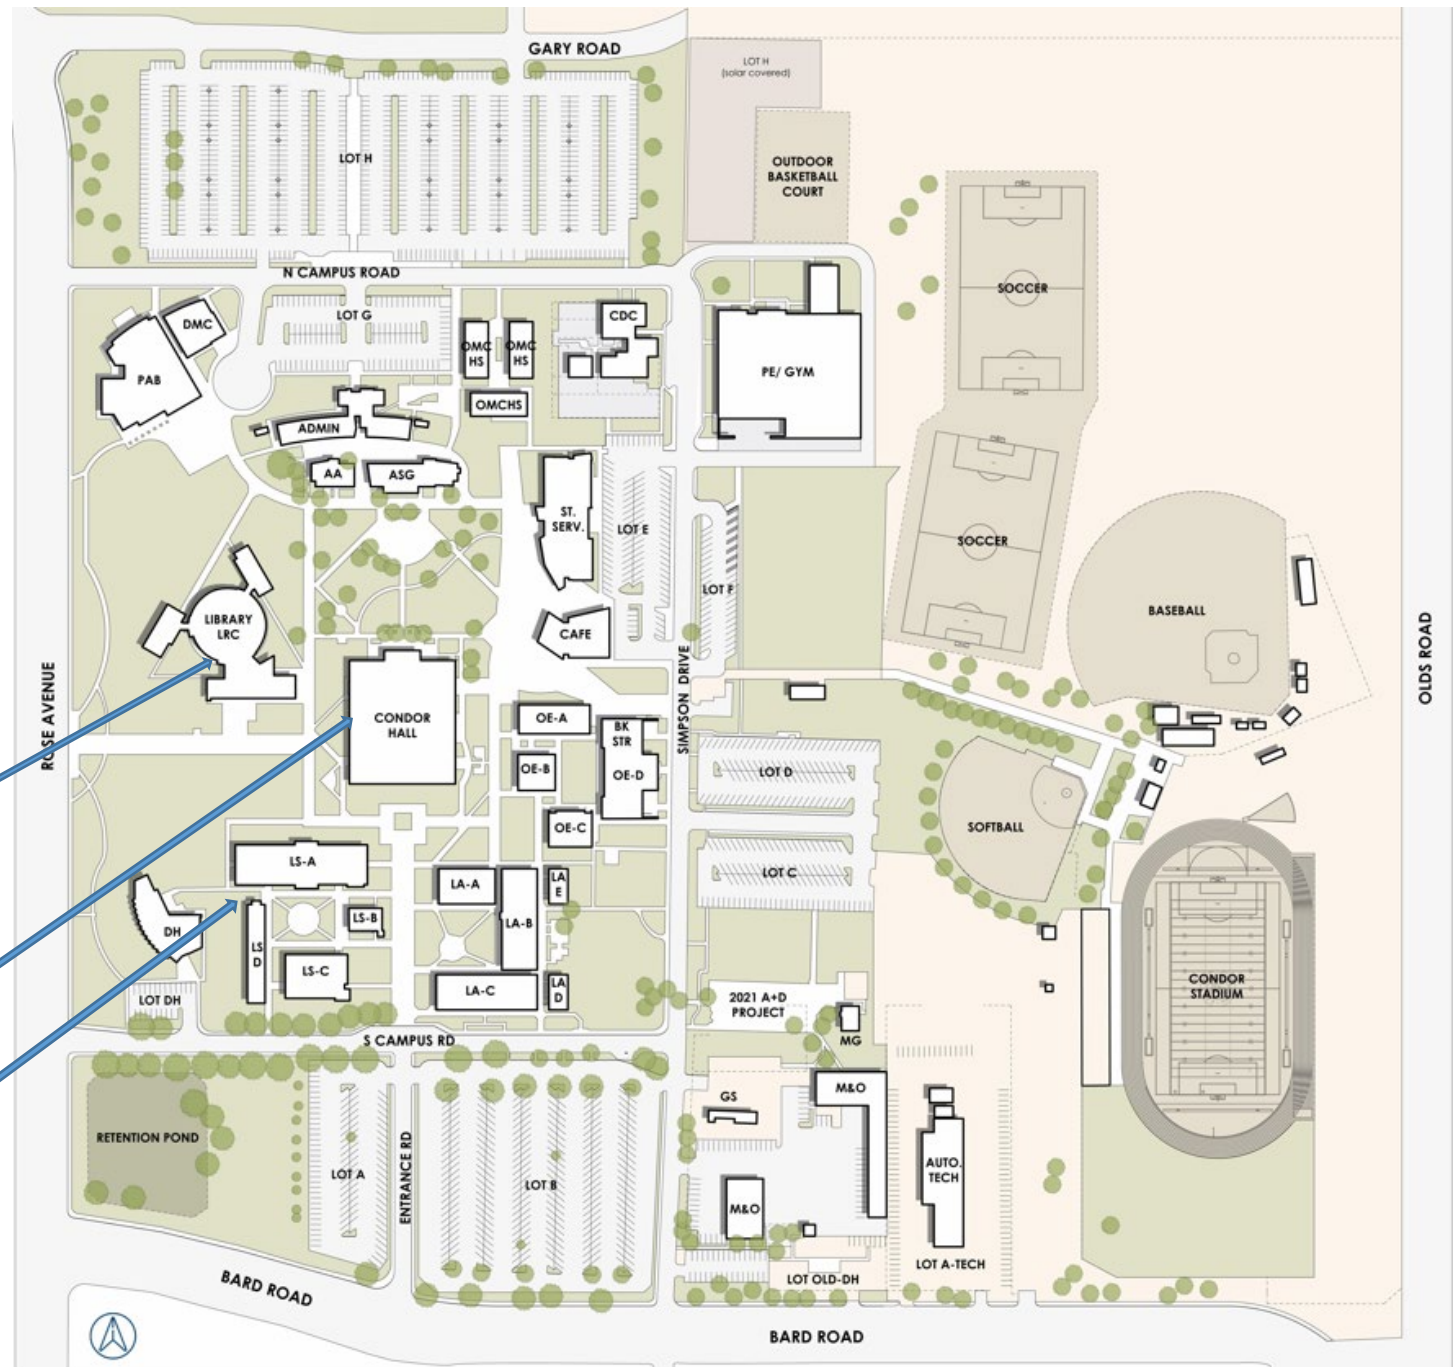 GARY ROAD
LOT H
(solar covered)
LOT H
OUTDOOR
BASKETBALL
COURT
N CAMPUS ROAD
SOCCER
LOT G
CDC
DMC
OMC
HS
OMC
HS
PE/ GYM
PAB
OMCHS
ADMIN
AA
ASG
ST.
SERV.
LOT E
SOCCER
LOT F
BASEBALL
LIBRARY
LRC
CAFE
ROSE AVENUE
SIMPSON DRIVE
OLDS ROAD
CONDOR
HALL
OE-A
BK
STR
OE-B
OE-D
LOT D
OE-C
SOFTBALL
LS-A
LOT C
LA-A
LA
E
LS-B
LA-B
DH
LS
D
LS-C
LA-C
LA
D
CONDOR
STADIUM
LOT DH
2021 A+D
PROJECT
S CAMPUS RD
MG
M&O
GS
RETENTION POND
LOT A
ENTRANCE RD
LOT B
AUTO.
TECH
M&O
LOT A-TECH
BARD ROAD
LOT OLD-DH
BARD ROAD